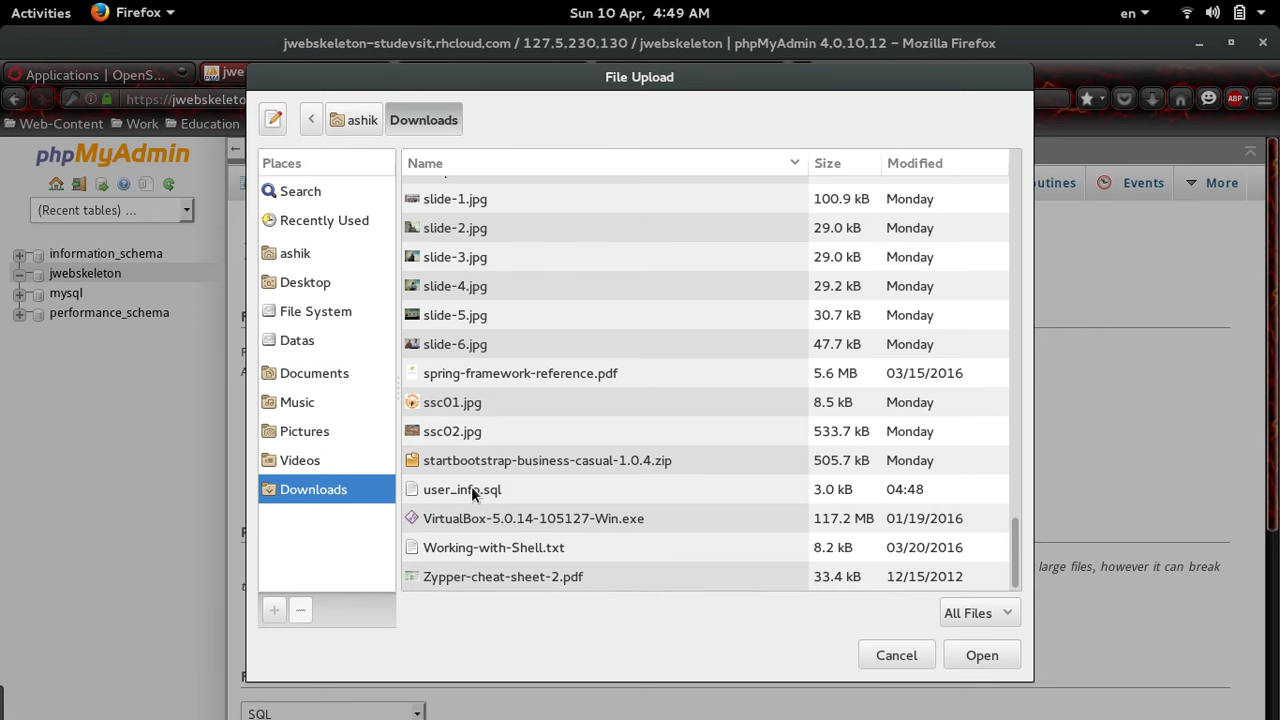 Activities Firefox Sun 10 Apr, 4:49 AM en
jwebskeleton-studevsit.rhcloud.com / 127.5.230.130 / jwebskeleton | phpMyAdmin 4.0.10.12 - Mozilla Firefox
Applications | OpenS... jwe
File Upload
https://jwebskeleto
ashik Downloads
ABP
Web-Content Work Education
phpMyAdmin
(Recent tables) ...
information_schema
jwebskeleton
mysql
performance_schema
Places
Search
Recently Used
ashik
Desktop
File System
Datas
Documents
Music
Pictures
Videos
Downloads
Name Size Modified
slide-1.jpg 100.9 kB Monday
slide-2.jpg 29.0 kB Monday
slide-3.jpg 29.0 kB Monday
slide-4.jpg 29.2 kB Monday
slide-5.jpg 30.7 kB Monday
slide-6.jpg 47.7 kB Monday
spring-framework-reference.pdf 5.6 MB 03/15/2016
ssc01.jpg 8.5 kB Monday
ssc02.jpg 533.7 kB Monday
startbootstrap-business-casual-1.0.4.zip 505.7 kB Monday
user_info.sql 3.0 kB 04:48
VirtualBox-5.0.14-105127-Win.exe 117.2 MB 01/19/2016
Working-with-Shell.txt 8.2 kB 03/20/2016
Zypper-cheat-sheet-2.pdf 33.4 kB 12/15/2012
All Files
Cancel Open
outines Events More
large files, however it can break
SQL